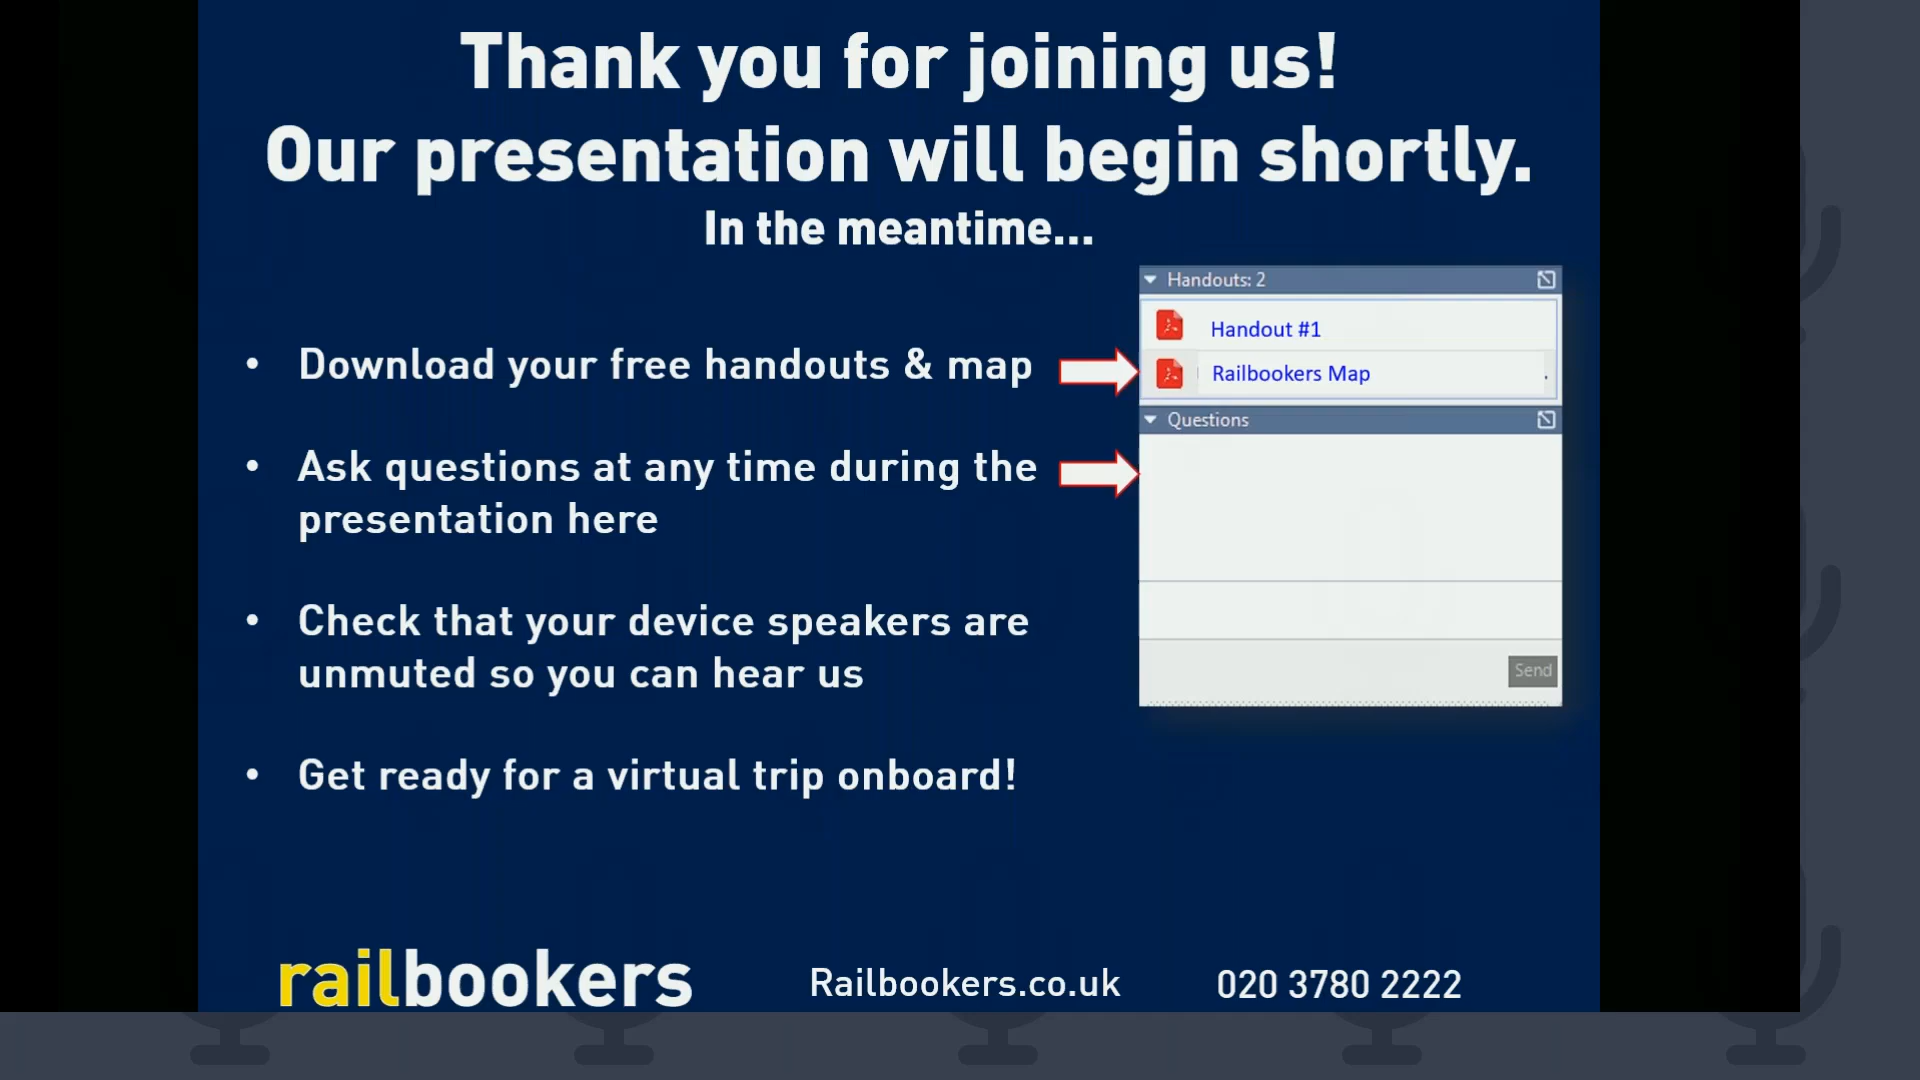 Thank you for joining us!
Our presentation will begin shortly.
In the meantime...
Handouts: 2
Handout #1
• Download your free handouts & map
Railbookers Map
Questions
• Ask questions at any time during the
presentation here
• Check that your device speakers are
unmuted so you can hear us
Send
• Get ready for a virtual trip onboard!
railbookers
Railbookers.co.uk
020 3780 2222